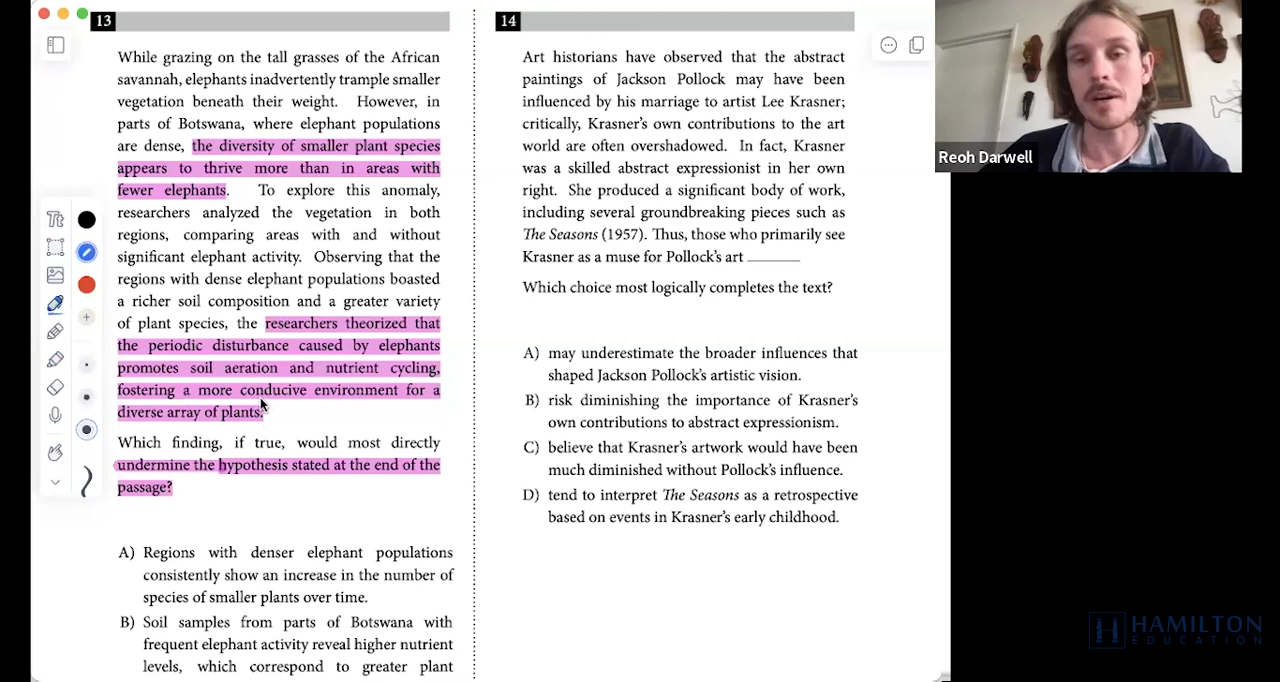 13
While grazing on the tall grasses of the African
savannah, elephants inadvertently trample smaller
vegetation beneath their weight. However, in
parts of Botswana, where elephant populations
are dense, the diversity of smaller plant species
appears to thrive more than in areas with
fewer elephants. To explore this anomaly,
researchers analyzed the vegetation in both
regions, comparing areas with and without
significant elephant activity. Observing that the
regions with dense elephant populations boasted
a richer soil composition and a greater variety
of plant species, the researchers theorized that
the periodic disturbance caused by elephants
promotes soil aeration and nutrient cycling,
fostering a more conducive environment for a
diverse array of plants.
Which finding, if true, would most directly
undermine the hypothesis stated at the end of the
passage?
A) Regions with denser elephant populations
consistently show an increase in the number of
species of smaller plants over time.
B) Soil samples from parts of Botswana with
frequent elephant activity reveal higher nutrient
levels, which correspond to greater plant
14
Art historians have observed that the abstract
paintings of Jackson Pollock may have been
influenced by his marriage to artist Lee Krasner;
critically, Krasner's own contributions to the art
world are often overshadowed. In fact, Krasner
was a skilled abstract expressionist in her own
right. She produced a significant body of work,
including several groundbreaking pieces such as
The Seasons (1957). Thus, those who primarily see
Krasner as a muse for Pollock's art ______
Which choice most logically completes the text?
A) may underestimate the broader influences that
shaped Jackson Pollock's artistic vision.
B) risk diminishing the importance of Krasner's
own contributions to abstract expressionism.
C) believe that Krasner's artwork would have been
much diminished without Pollock's influence.
D) tend to interpret The Seasons as a retrospective
based on events in Krasner's early childhood.
Tt
Reoh Darwell
HAMILTON
EDUCATION